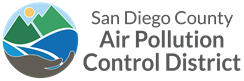 San Diego County
Air Pollution
Control District